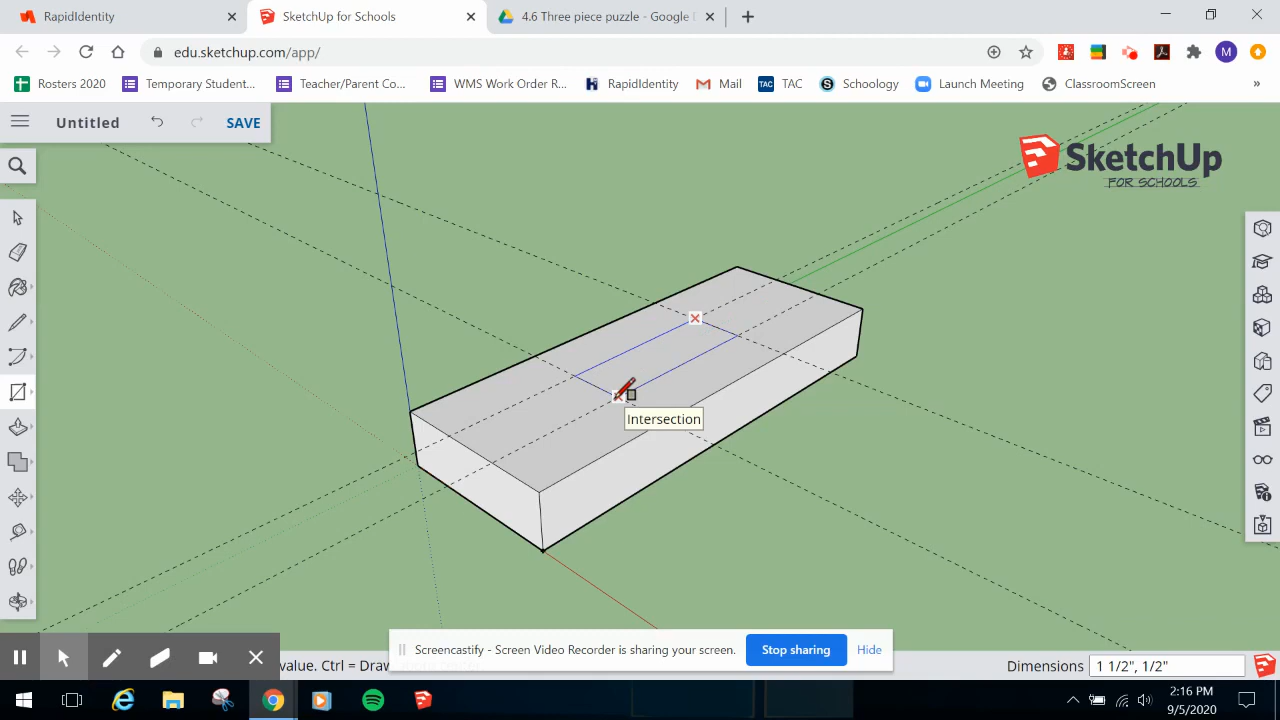 RapidIdentity
SketchUp for Schools
4.6 Three piece puzzle - Google D
edu.sketchup.com/app/
M
Roster 2020
Temporary Student...
Teacher/Parent Co...
WMS Work Order R...
RapidIdentity
Mail
TAC
TAC
Schoology
Launch Meeting
ClassroomScreen
»
Untitled
SAVE
SketchUp
FOR SCHOOLS
Intersection
Screencastify - Screen Video Recorder is sharing your screen.
Stop sharing
Hide
value. Ctrl = Draw
Dimensions
1 1/2", 1/2"
2:16 PM
9/5/2020